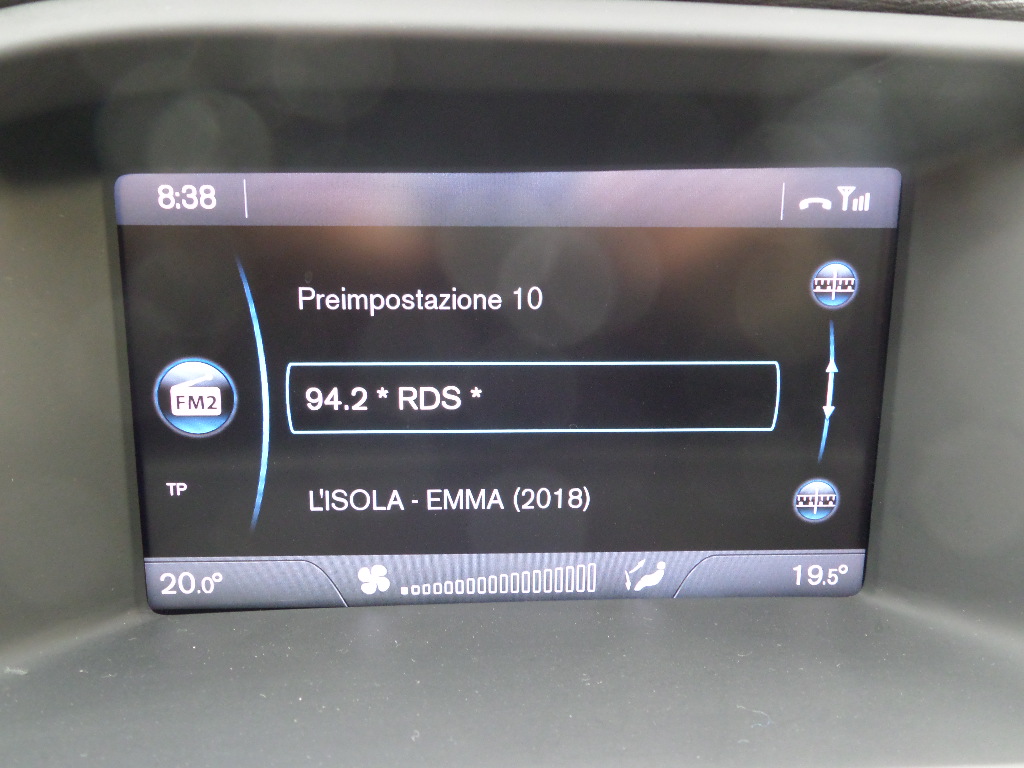 8:38
Preimpostazione 10
FM2
94.2 * RDS *
TP
L'ISOLA - EMMA (2018)
20.0°
19.5°